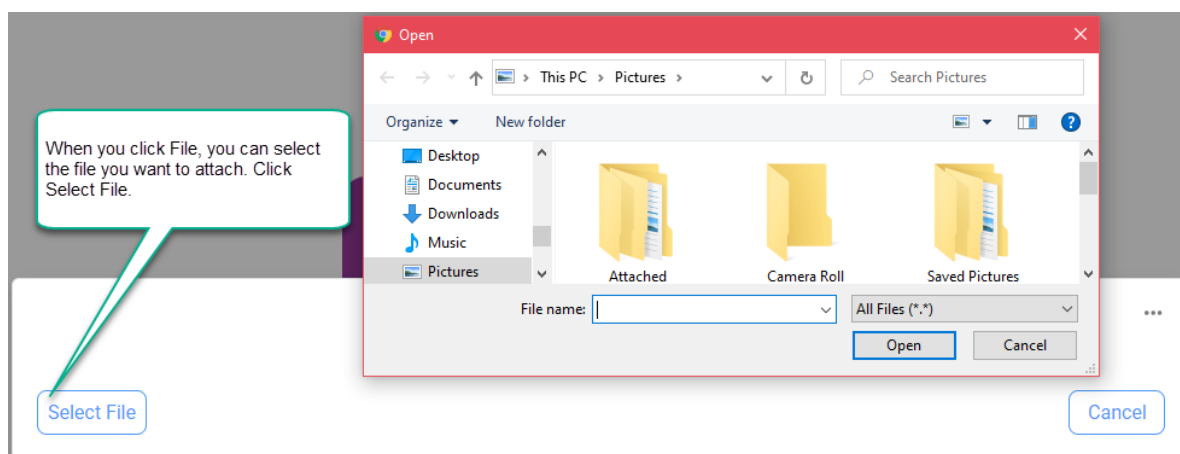 Open
This PC > Pictures >
Search Pictures
Organize
New folder
When you click File, you can select
the file you want to attach. Click
Select File.
Desktop
Documents
Downloads
Music
Pictures
Attached
Camera Roll
Saved Pictures
File name:
All Files (*.*)
Open
Cancel
Select File
Cancel